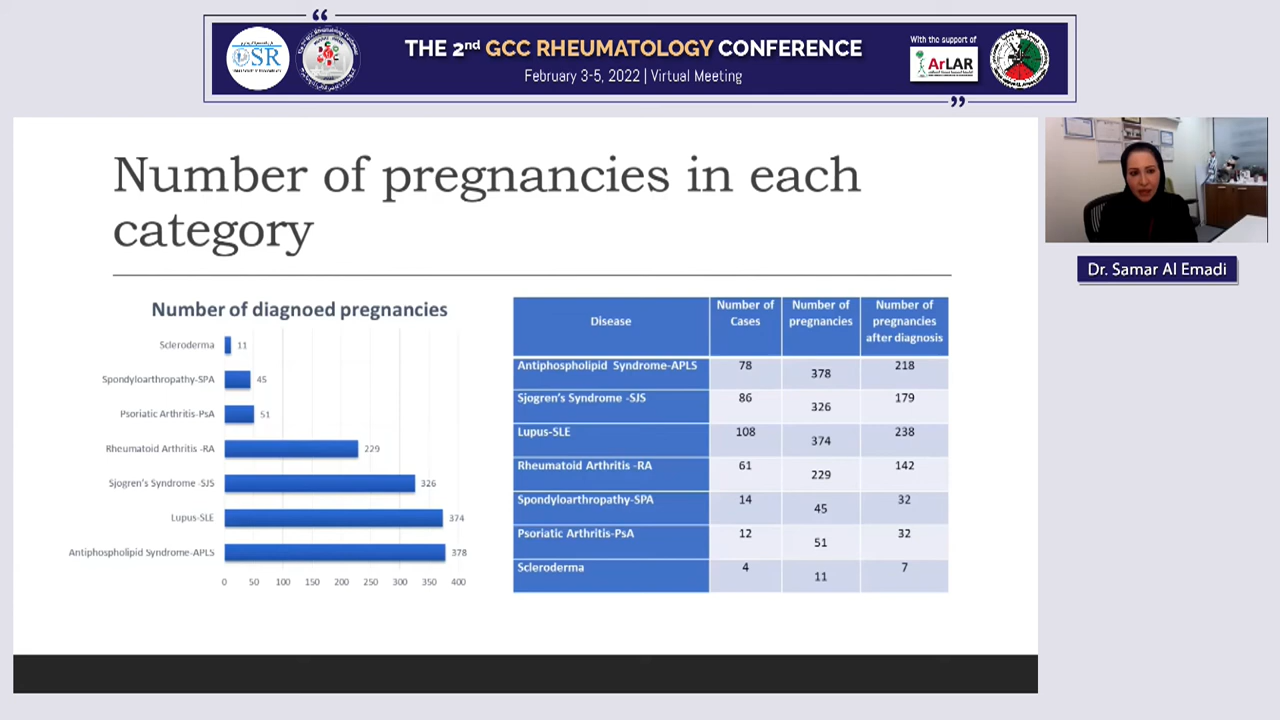 “
THE 2nd GCC RHEUMATOLOGY CONFERENCE
February 3-5, 2022 | Virtual Meeting
With the support of
ArLAR
”
Number of pregnancies in each
category
Dr. Samar Al Emadi
Number of diagnoed pregnancies
Scleroderma 11
Spondyloarthropathy-SPA 45
Psoriatic Arthritis-PsA 51
Rheumatoid Arthritis -RA 229
Sjogren's Syndrome -SJS 326
Lupus-SLE 374
Antiphospholipid Syndrome-APLS 378
0 50 100 150 200 250 300 350 400
Disease Number of Cases Number of pregnancies Number of pregnancies after diagnosis
Antiphospholipid Syndrome-APLS 78 378 218
Sjogren's Syndrome -SJS 86 326 179
Lupus-SLE 108 374 238
Rheumatoid Arthritis -RA 61 229 142
Spondyloarthropathy-SPA 14 45 32
Psoriatic Arthritis-PsA 12 51 32
Scleroderma 4 11 7